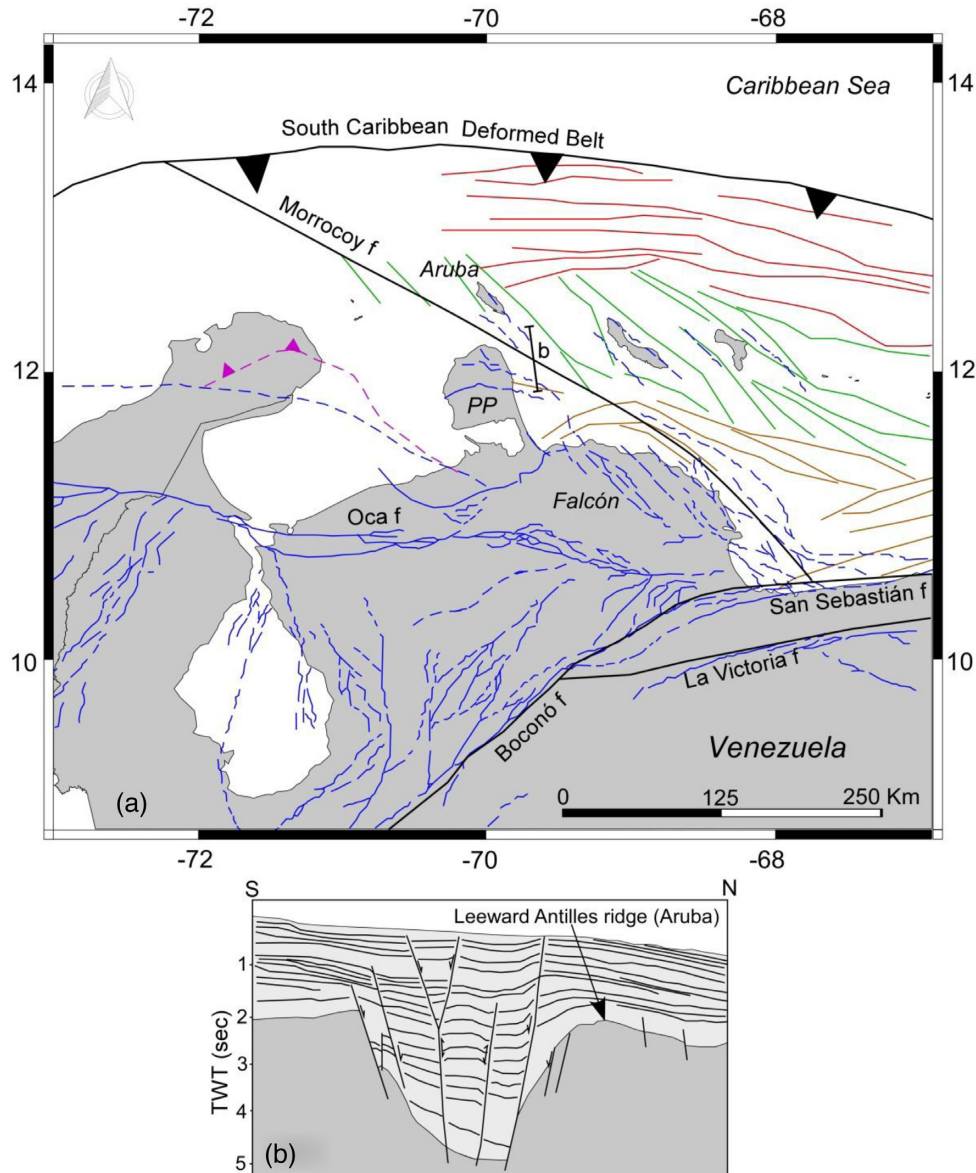 -72 -70 -68
14 14
Caribbean Sea
South Caribbean Deformed Belt
Morrocoy f
Aruba
b
12 12
PP
Oca f
Falcón
San Sebastián f
10 10
La Victoria f
Boconó f
Venezuela
(a)
0 125 250 Km
-72 -70 -68
S N
Leeward Antilles ridge (Aruba)
1
2
TWT (sec)
3
4
5
(b)